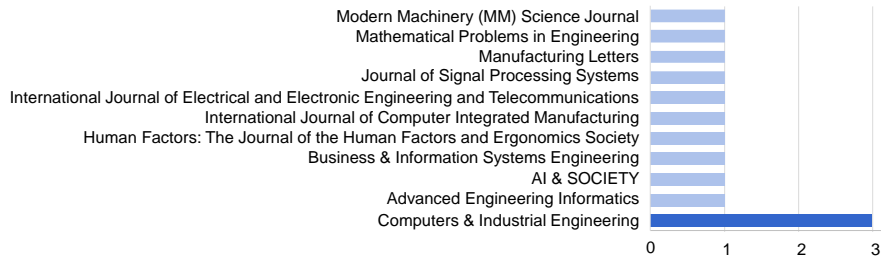 Modern Machinery (MM) Science Journal
Mathematical Problems in Engineering
Manufacturing Letters
Journal of Signal Processing Systems
International Journal of Electrical and Electronic Engineering and Telecommunications
International Journal of Computer Integrated Manufacturing
Human Factors: The Journal of the Human Factors and Ergonomics Society
Business & Information Systems Engineering
AI & SOCIETY
Advanced Engineering Informatics
Computers & Industrial Engineering
0 1 2 3